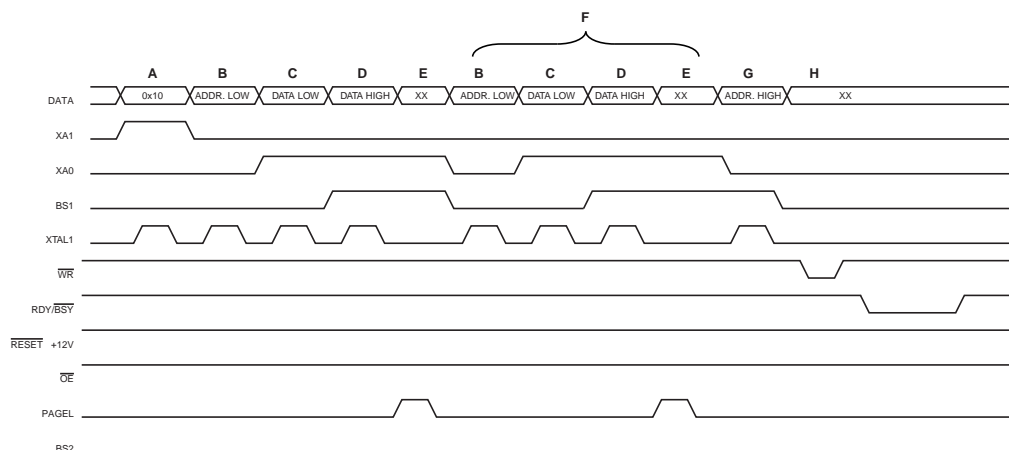 F
A B C D E B C D E G H
DATA 0x10 ADDR. LOW DATA LOW DATA HIGH XX ADDR. LOW DATA LOW DATA HIGH XX ADDR. HIGH XX
XA1
XA0
BS1
XTAL1
WR
RDY/BSY
RESET +12V
OE
PAGEL
BS2